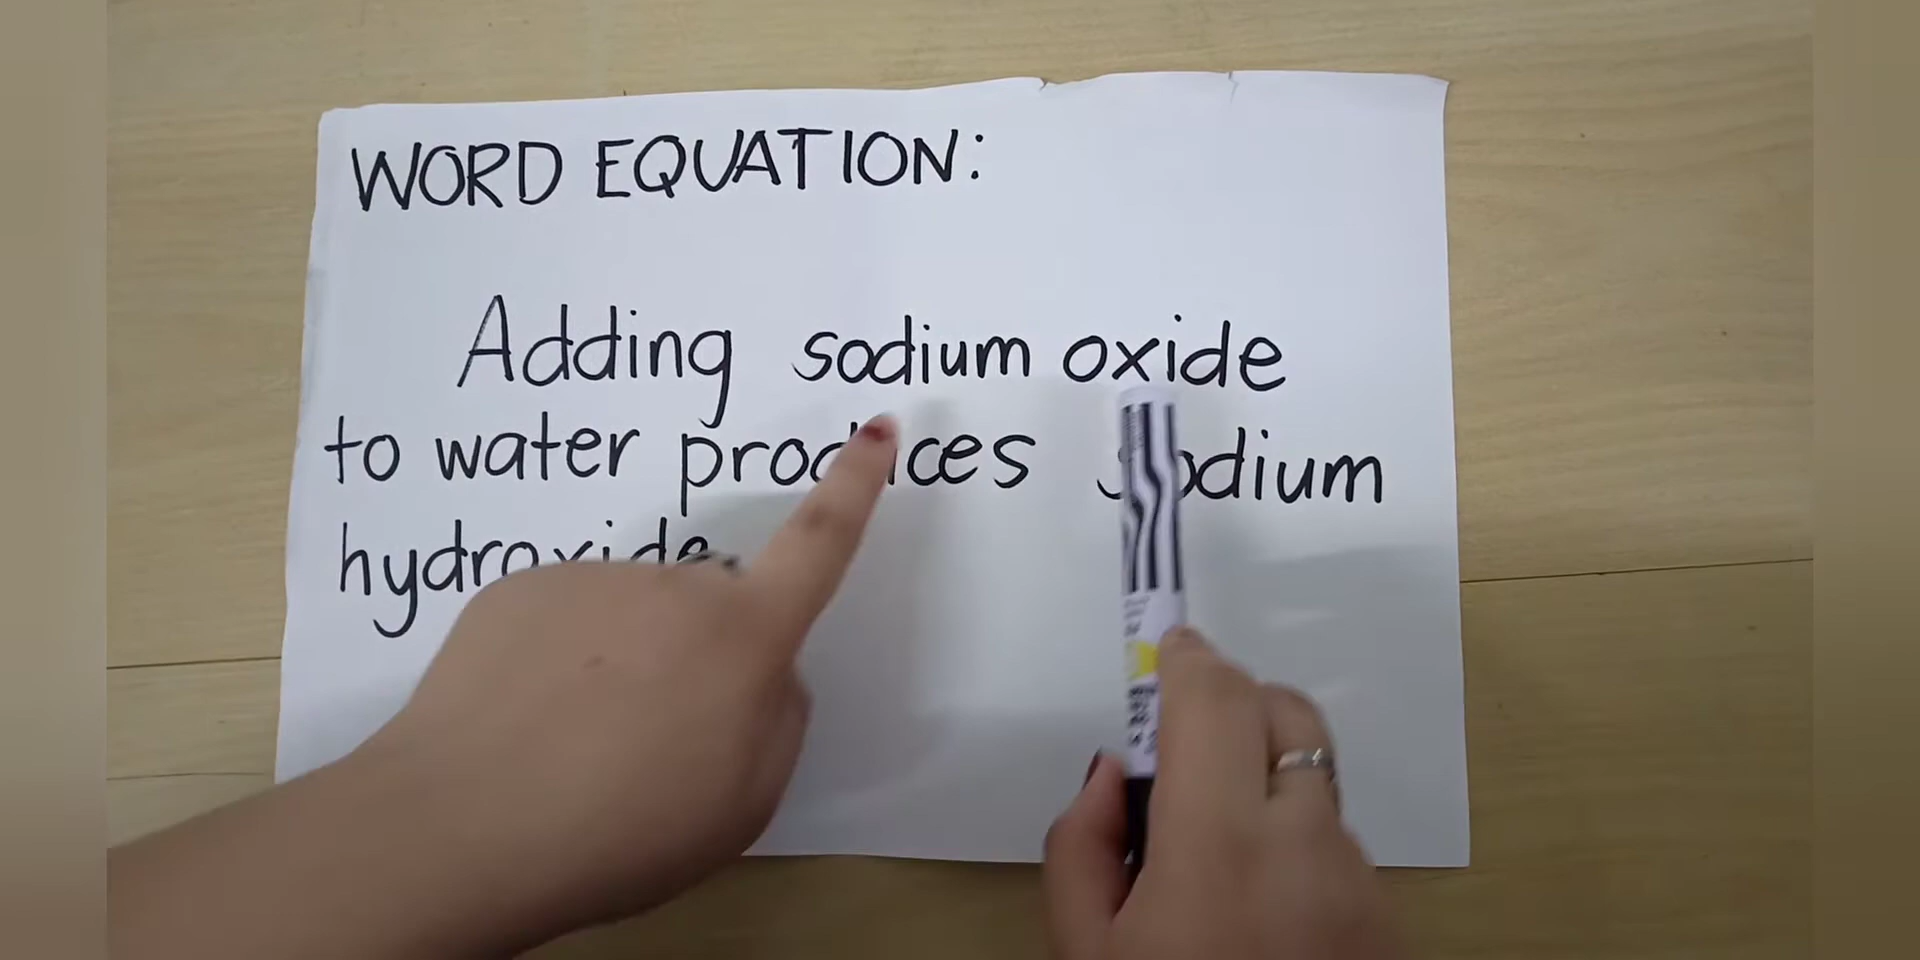 WORD EQUATION:
Adding sodium oxide
to water produces sodium
hydroxide